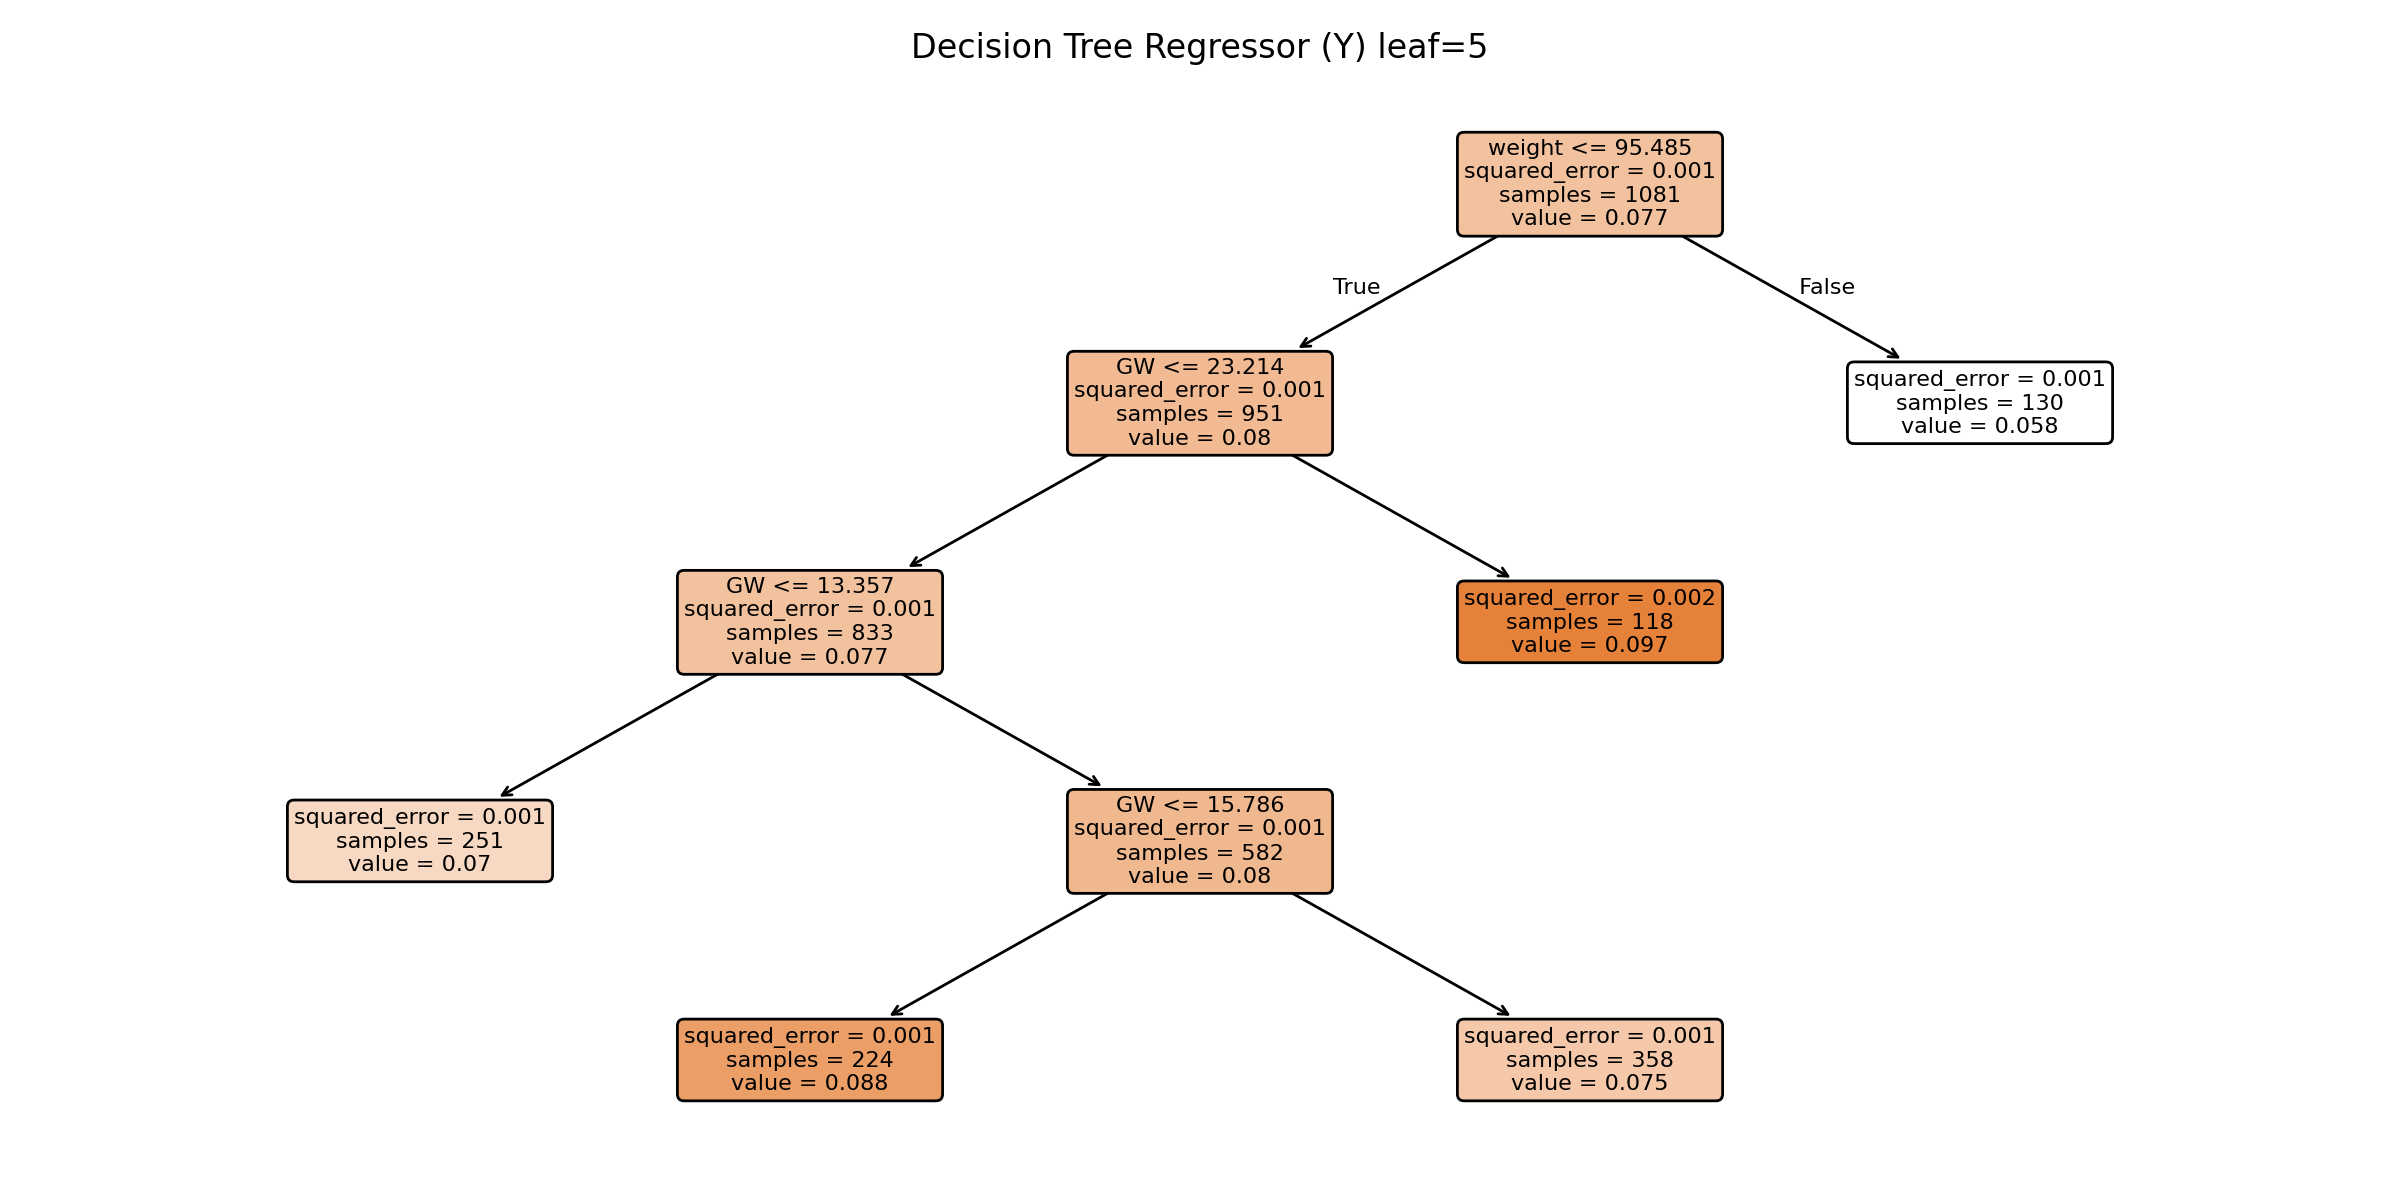 Decision Tree Regressor (Y) leaf=5
weight <= 95.485
squared_error = 0.001
samples = 1081
value = 0.077
True
False
GW <= 23.214
squared_error = 0.001
samples = 951
value = 0.08
squared_error = 0.001
samples = 130
value = 0.058
GW <= 13.357
squared_error = 0.001
samples = 833
value = 0.077
squared_error = 0.002
samples = 118
value = 0.097
squared_error = 0.001
samples = 251
value = 0.07
GW <= 15.786
squared_error = 0.001
samples = 582
value = 0.08
squared_error = 0.001
samples = 224
value = 0.088
squared_error = 0.001
samples = 358
value = 0.075